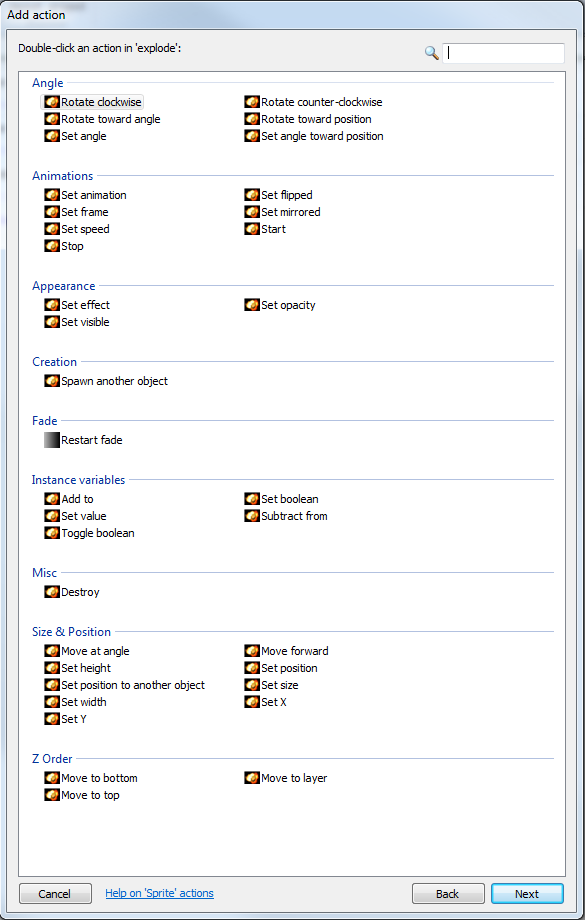 Add action
Double-click an action in 'explode':
Angle
Rotate clockwise Rotate counter-clockwise
Rotate toward angle Rotate toward position
Set angle Set angle toward position
Animations
Set animation Set flipped
Set frame Set mirrored
Set speed Start
Stop
Appearance
Set effect Set opacity
Set visible
Creation
Spawn another object
Fade
Restart fade
Instance variables
Add to Set boolean
Set value Subtract from
Toggle boolean
Misc
Destroy
Size & Position
Move at angle Move forward
Set height Set position
Set position to another object Set size
Set width Set X
Set Y
Z Order
Move to bottom Move to layer
Move to top
Cancel Help on 'Sprite' actions Back Next